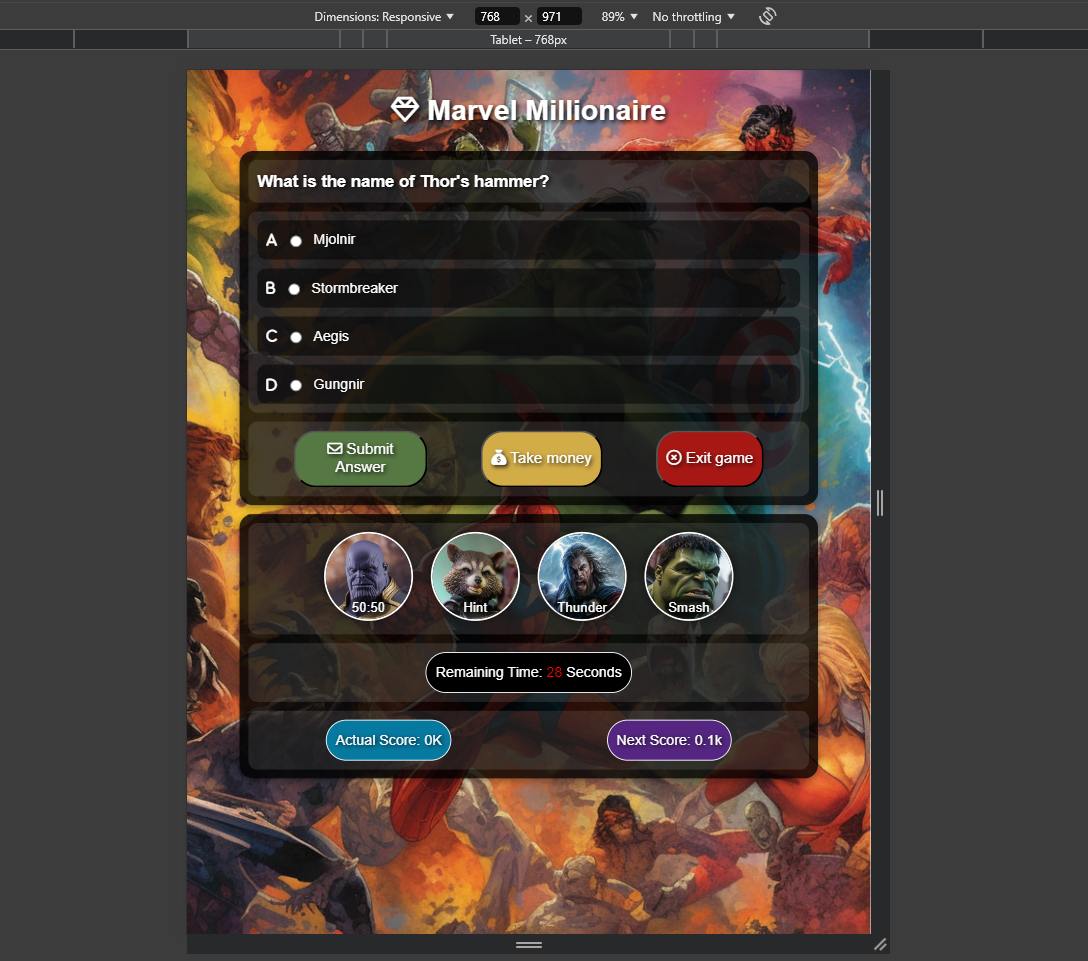 Dimensions: Responsive 768 × 971 89% No throttling
Tablet – 768px
Marvel Millionaire
What is the name of Thor's hammer?
A Mjolnir
B Stormbreaker
C Aegis
D Gungnir
Submit
Answer
Take money
Exit game
50:50 Hint Thunder Smash
Remaining Time: 28 Seconds
Actual Score: 0K
Next Score: 0.1k